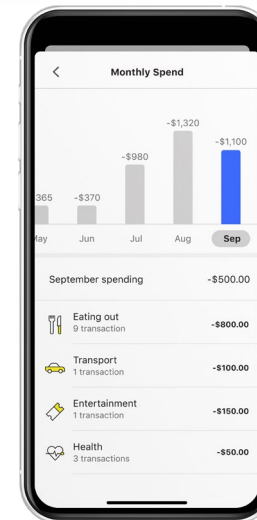 Monthly Spend
-$1,320
-$1,100
-$980
365
-$370
May
Jun
Jul
Aug
Sep
September spending
-$500.00
Eating out
9 transaction
-$800.00
Transport
1 transaction
-$100.00
Entertainment
1 transaction
-$150.00
Health
3 transactions
-$50.00